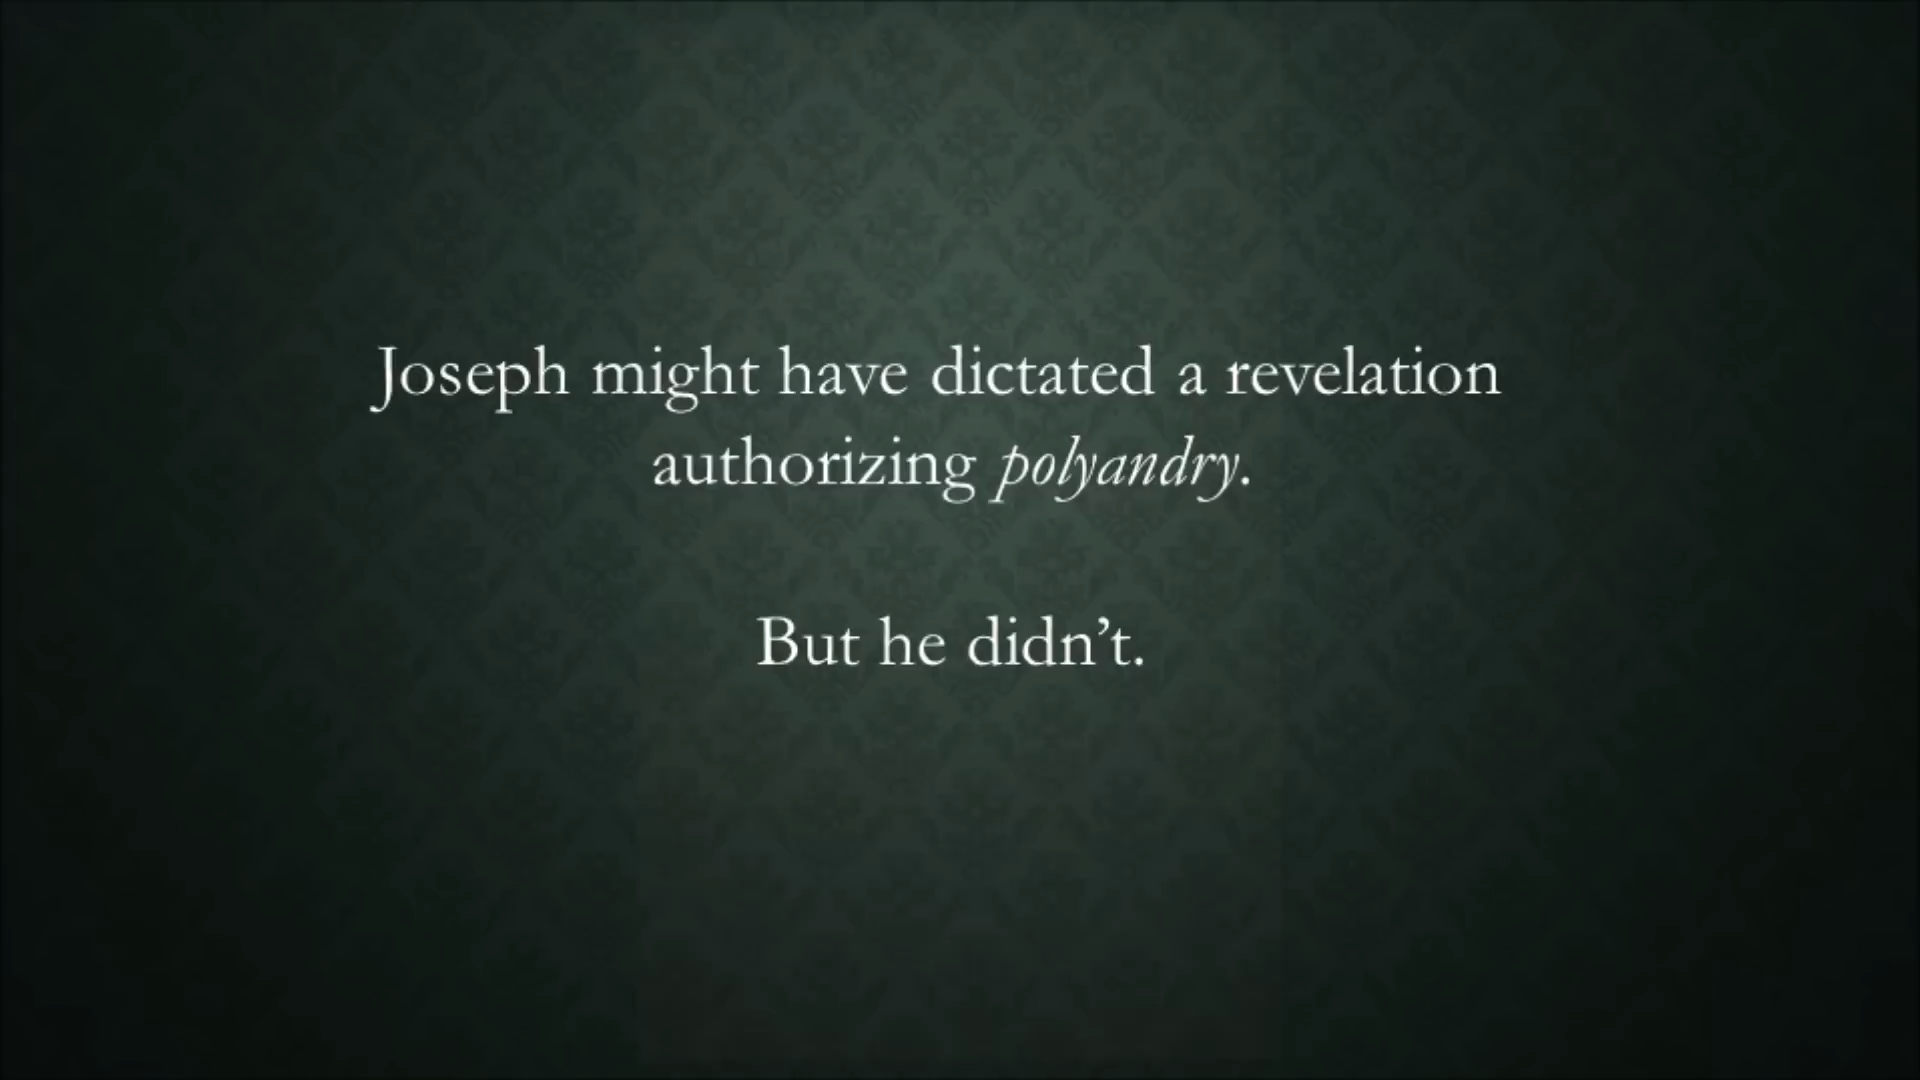 Joseph might have dictated a revelation
authorizing polyandry.
But he didn’t.